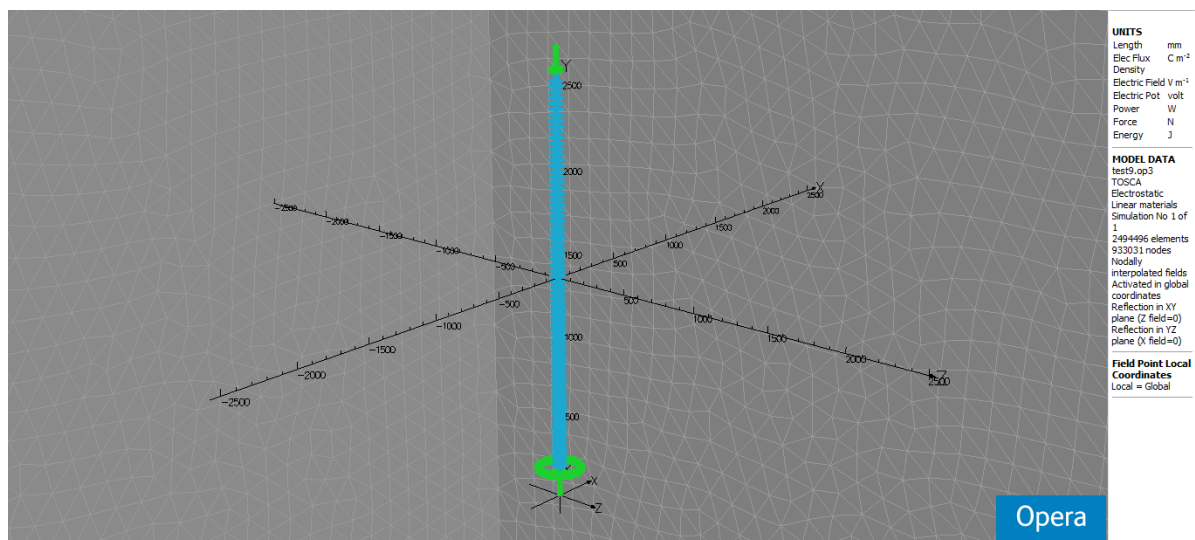 Y
2500
2000
1500
1000
500
X
2500
2000
1500
1000
500
-500
-1000
-1500
-2000
-2500
-2500
-2000
-1500
-1000
-500
500
1000
1500
2000
2500
Z
X
Z
Opera
UNITS
Length mm
Elec Flux C m⁻²
Density
Electric Field V m⁻¹
Electric Pot volt
Power W
Force N
Energy J
MODEL DATA
test9.op3
TOSCA
Electrostatic
Linear materials
Simulation No 1 of
1
2494496 elements
933031 nodes
Nodally
interpolated fields
Activated in global
coordinates
Reflection in XY
plane (Z field=0)
Reflection in YZ
plane (X field=0)
Field Point Local
Coordinates
Local = Global